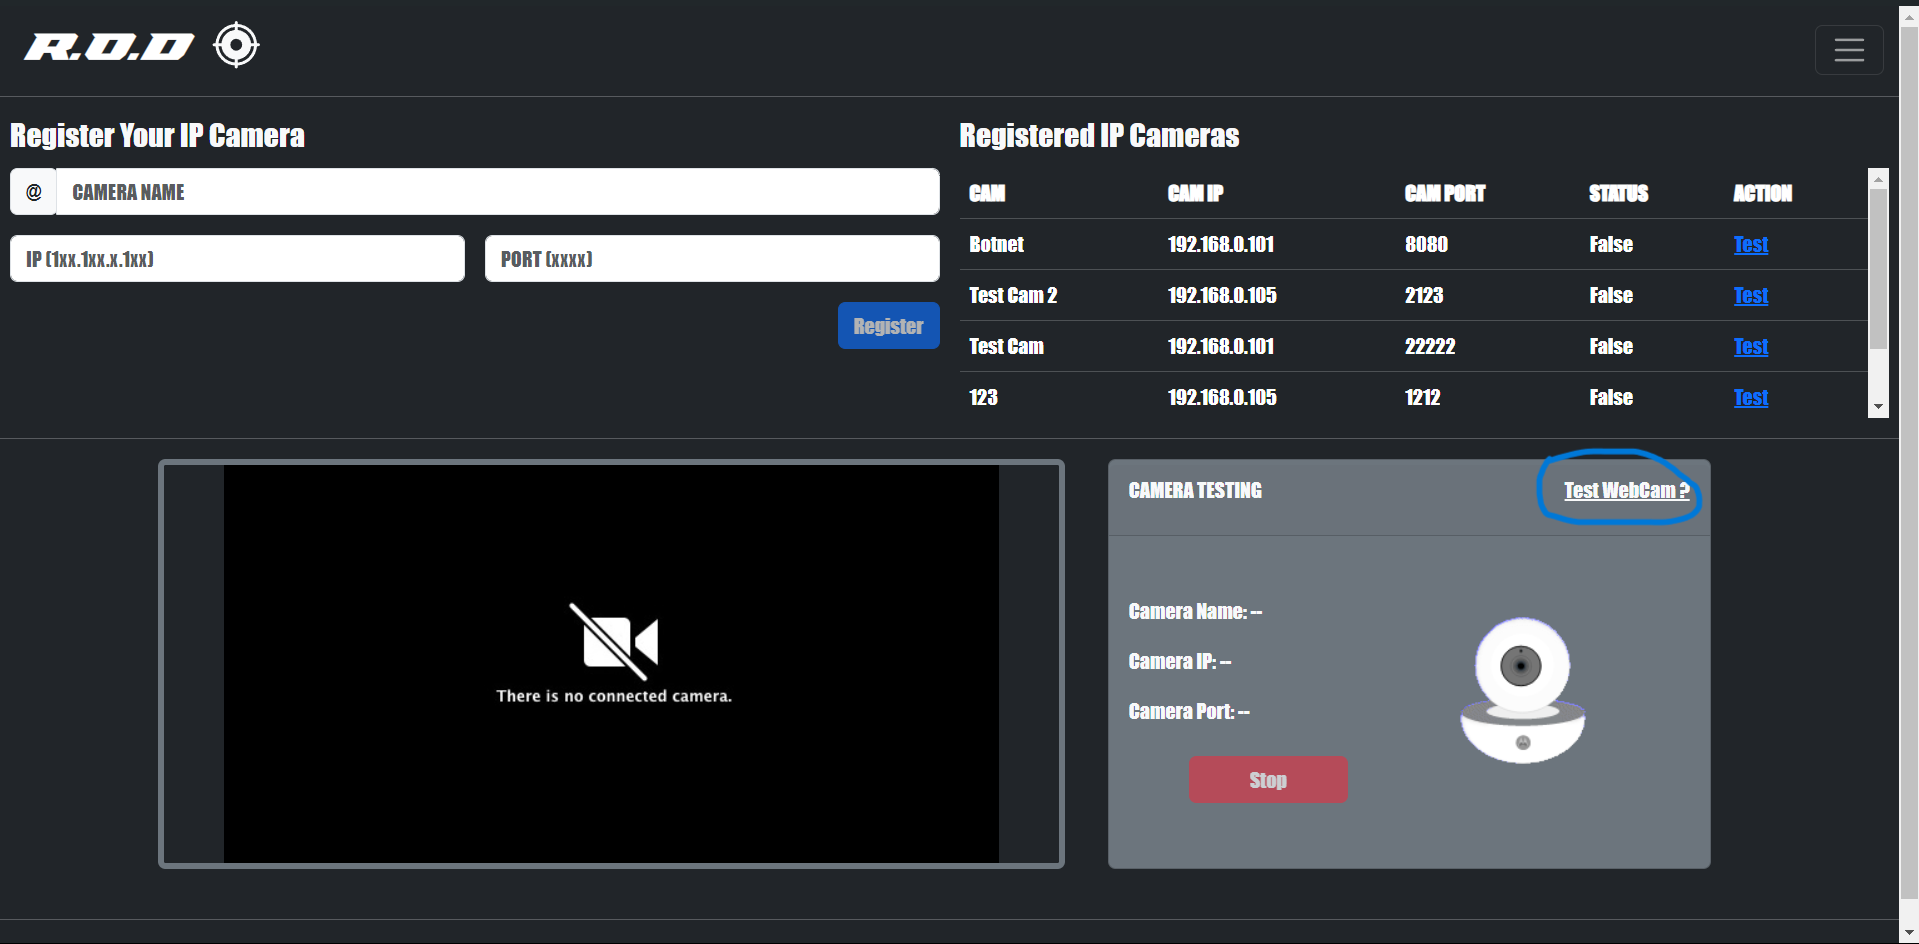 R.O.D
Register Your IP Camera
@ CAMERA NAME
IP (1xx.1xx.x.1xx) PORT (xxxx)
Register
Registered IP Cameras
CAM CAM IP CAM PORT STATUS ACTION
Botnet 192.168.0.101 8080 False Test
Test Cam 2 192.168.0.105 2123 False Test
Test Cam 192.168.0.101 22222 False Test
123 192.168.0.105 1212 False Test
There is no connected camera.
CAMERA TESTING Test WebCam ?
Camera Name: --
Camera IP: --
Camera Port: --
Stop